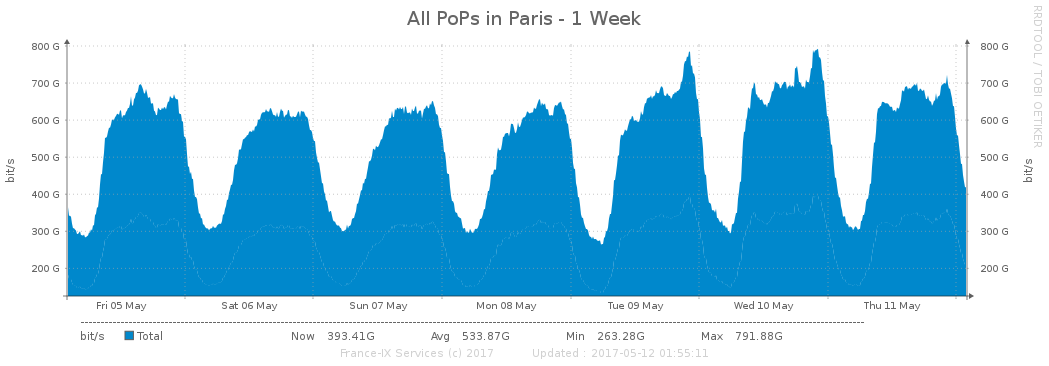 All PoPs in Paris - 1 Week
RRDTOOL / TOBI OETIKER
800 G 800 G
700 G 700 G
600 G 600 G
500 G 500 G
400 G 400 G
300 G 300 G
200 G 200 G
bit/s bit/s
Fri 05 May Sat 06 May Sun 07 May Mon 08 May Tue 09 May Wed 10 May Thu 11 May
bit/s Total Now 393.41G Avg 533.87G Min 263.28G Max 791.88G
France-IX Services (c) 2017 Updated : 2017-05-12 01:55:11